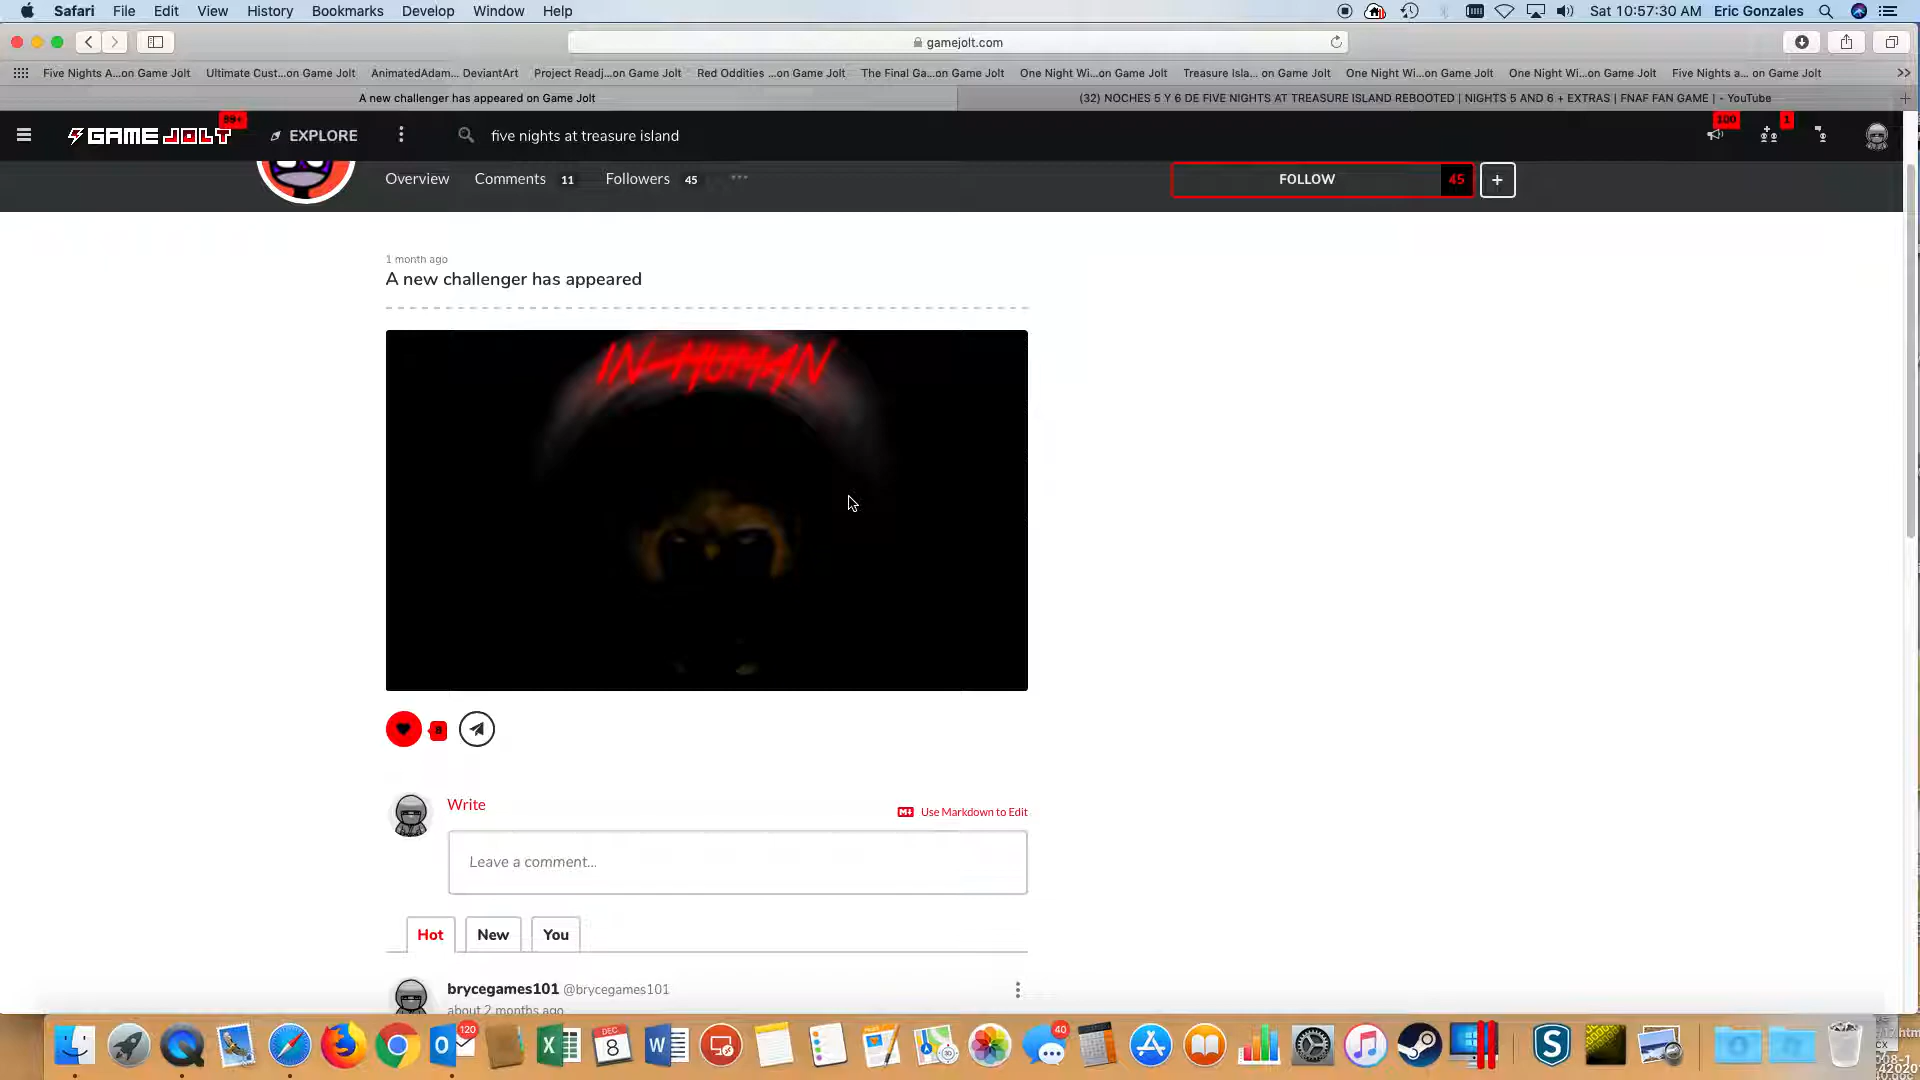 Safari File Edit View History Bookmarks Develop Window Help Sat 10:57:30 AM Eric Gonzales
gamejolt.com
Five Nights A...on Game Jolt Ultimate Cust...on Game Jolt AnimatedAdam... DeviantArt Project Readj...on Game Jolt Red Oddities ...on Game Jolt The Final Ga...on Game Jolt One Night Wi...on Game Jolt Treasure Isla... on Game Jolt One Night Wi...on Game Jolt One Night Wi...on Game Jolt Five Nights a... on Game Jolt >>
A new challenger has appeared on Game Jolt (32) NOCHES 5 Y 6 DE FIVE NIGHTS AT TREASURE ISLAND REBOOTED | NIGHTS 5 AND 6 + EXTRAS | FNAF FAN GAME | - YouTube
GAME JOLT 99+ EXPLORE five nights at treasure island 100 1
Overview Comments 11 Followers 45 FOLLOW 45
1 month ago
A new challenger has appeared
IN-HUMAN
8
Write Use Markdown to Edit
Leave a comment...
Hot New You
brycegames101 @brycegames101
about 2 months ago
120 DEC 8 40